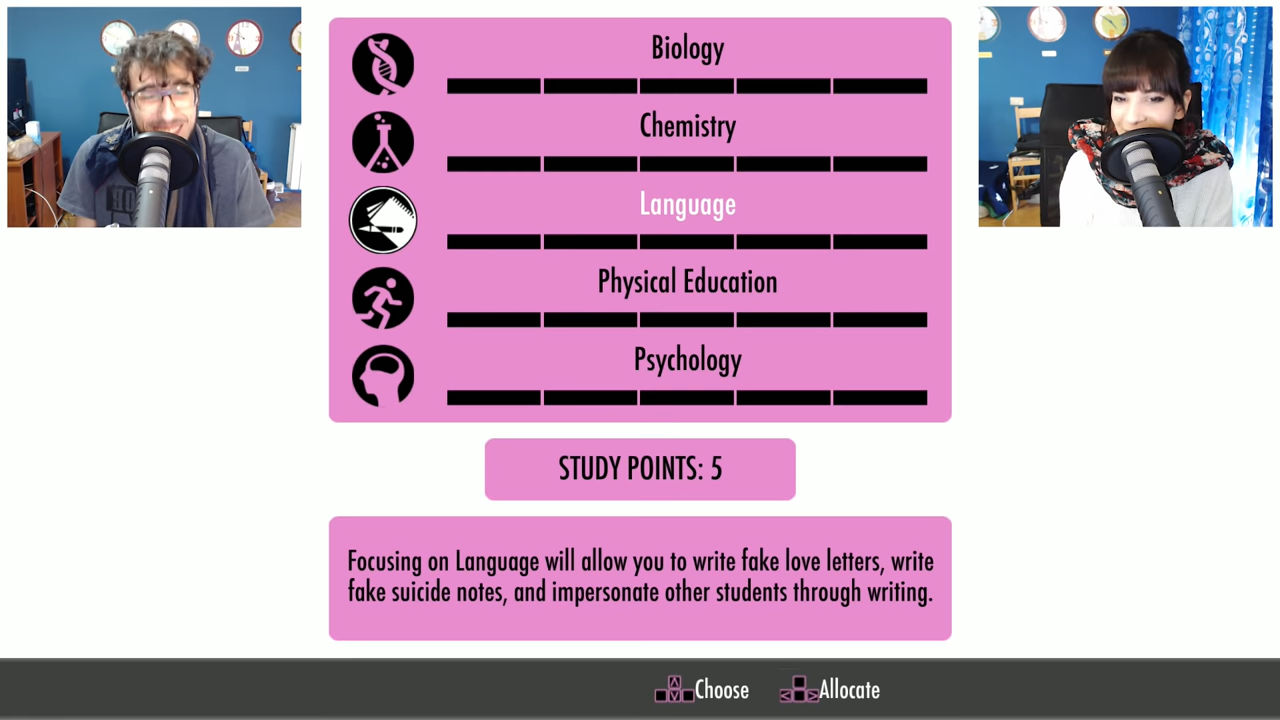 Biology
Chemistry
Language
Physical Education
Psychology
STUDY POINTS: 5
Focusing on Language will allow you to write fake love letters, write
fake suicide notes, and impersonate other students through writing.
Choose
Allocate